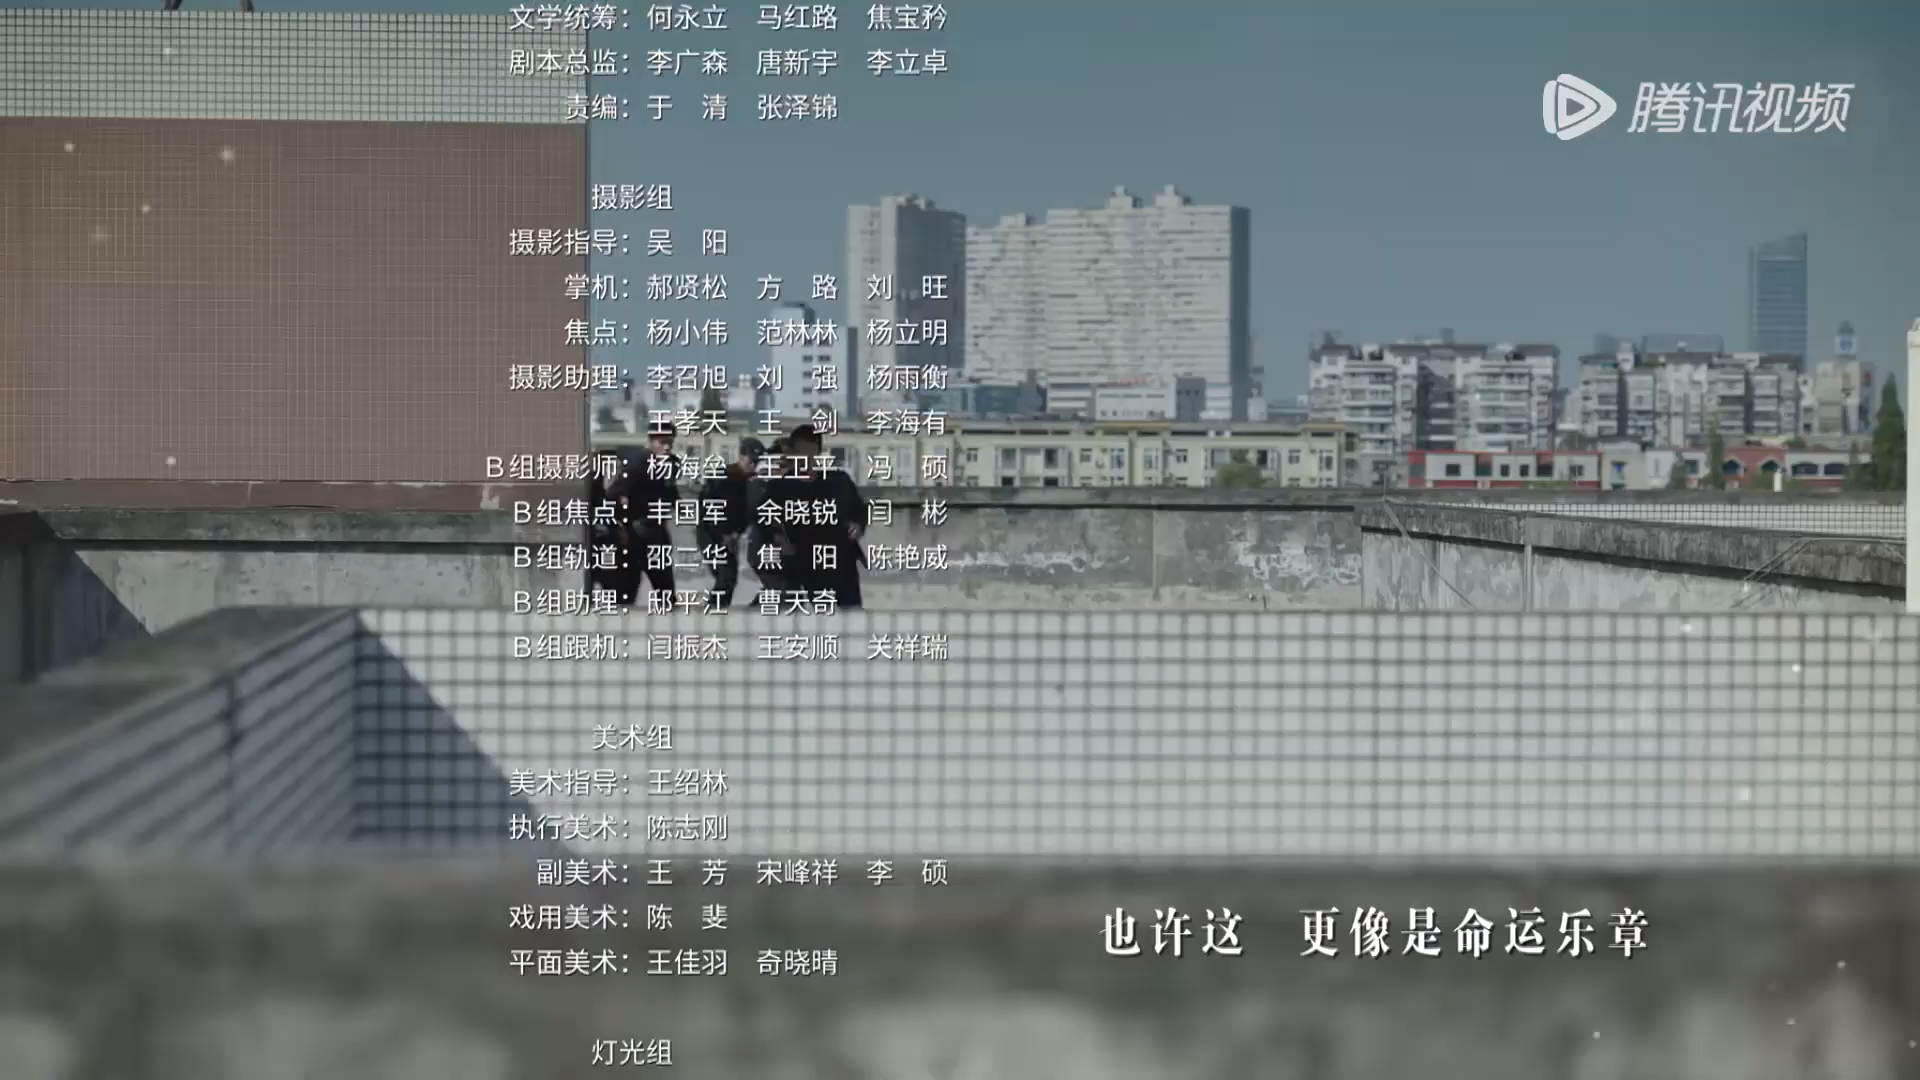 文学统筹：何永立 马红路 焦宝矜
剧本总监：李广森 唐新宇 李立卓
责编：于 清 张泽锦
腾讯视频
摄影组
摄影指导：吴 阳
掌机：郝贤松 方 路 刘 旺
焦点：杨小伟 范林林 杨立明
摄影助理：李召旭 刘 强 杨雨衡
王孝天 王 剑 李海有
B组摄影师：杨海垒 王卫平 冯 硕
B组焦点：丰国军 余晓锐 闫 彬
B组轨道：邵二华 焦 阳 陈艳威
B组助理：邸平江 曹天奇
B组跟机：闫振杰 王安顺 关祥瑞
美术组
美术指导：王绍林
执行美术：陈志刚
副美术：王 芳 宋峰祥 李 硕
戏用美术：陈 斐
平面美术：王佳羽 奇晓晴
也许这 更像是命运乐章
灯光组